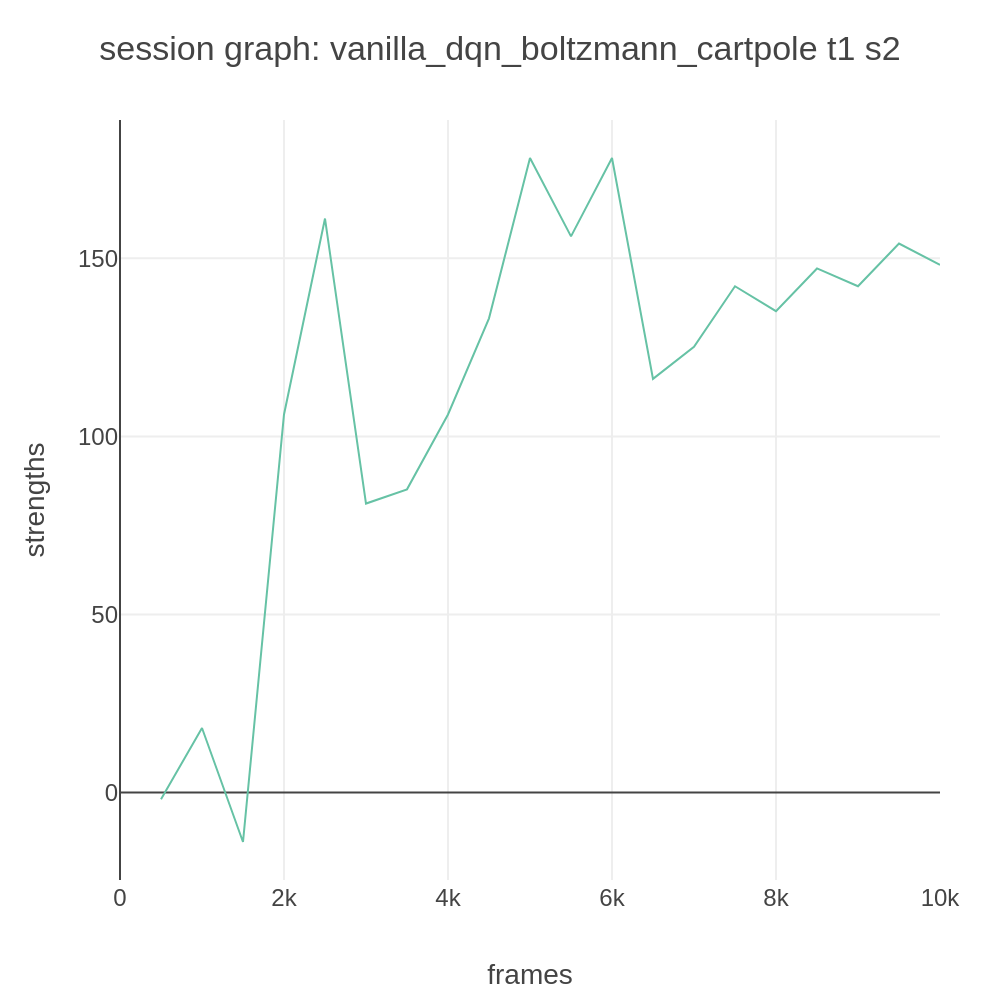 session graph: vanilla_dqn_boltzmann_cartpole t1 s2
strengths
150
100
50
0
0
2k
4k
6k
8k
10k
frames